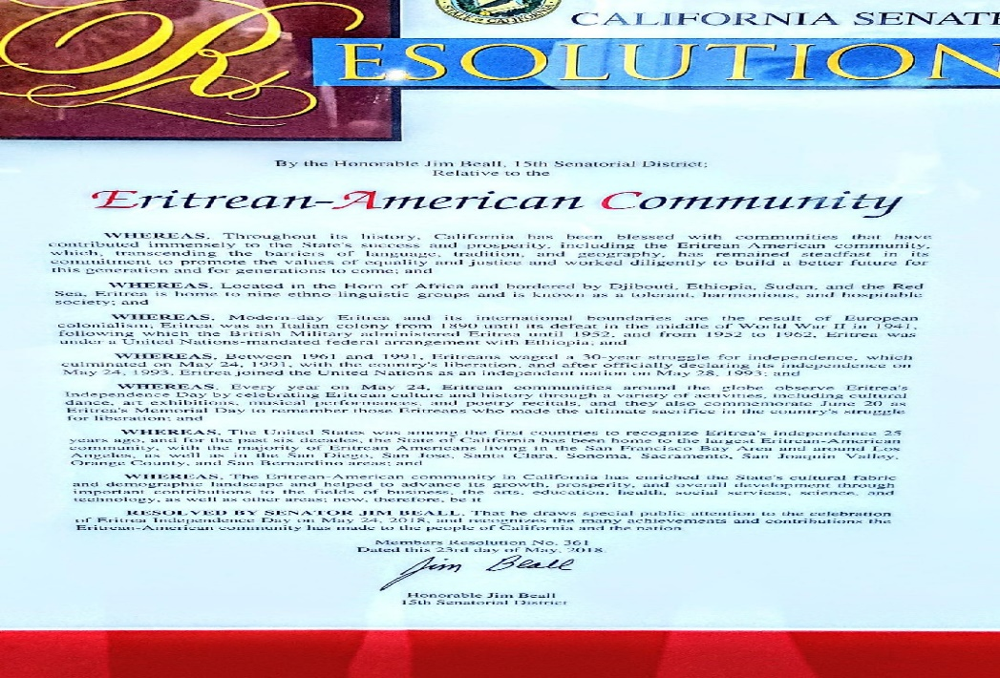 CALIFORNIA SENATE
RESOLUTION
By the Honorable Jim Beall, 15th Senatorial District;
Relative to the
Eritrean-American Community
WHEREAS, Throughout its history, California has been blessed with communities that have
contributed immensely to the State's success and prosperity, including the Eritrean American community,
which, transcending the barriers of language, tradition, and geography, has remained steadfast in its
commitment to promote the values of equality and justice and worked diligently to build a better future for
this generation and for generations to come; and
WHEREAS, Located in the Horn of Africa and bordered by Djibouti, Ethiopia, Sudan, and the Red
Sea, Eritrea is home to nine ethno-linguistic groups and is known as a tolerant, harmonious, and hospitable
society; and
WHEREAS, Modern-day Eritrea and its international boundaries are the result of European
colonialism, Eritrea was an Italian colony from 1890 until its defeat in the middle of World War II in 1941,
following which the British Military administered Eritrea until 1952, and from 1952 to 1962, Eritrea was
under a United Nations-mandated federal arrangement with Ethiopia; and
WHEREAS, Between 1961 and 1991, Eritreans waged a 30-year struggle for independence, which
culminated on May 24, 1991, with the country's liberation, and after officially declaring its independence on
May 24, 1993, Eritrea joined the United Nations as an independent nation on May 28, 1993; and
WHEREAS, Every year on May 24, Eritrean communities around the globe observe Eritrea's
Independence Day by celebrating Eritrean culture and history through a variety of activities, including cultural
dance, art exhibitions, musical performances, and poetry recitals, and they also commemorate June 20 as
Eritrea's Memorial Day to remember those Eritreans who made the ultimate sacrifice in the country's struggle
for liberation; and
WHEREAS, The United States was among the first countries to recognize Eritrea's independence 25
years ago, and for the past six decades, the State of California has been home to the largest Eritrean-American
community, with the majority of Eritrean Americans living in the San Francisco Bay Area and around Los
Angeles, as well as in the San Diego, San Jose, Santa Clara, Sonoma, Sacramento, San Joaquin Valley,
Orange County, and San Bernardino areas; and
WHEREAS, The Eritrean-American community in California has enriched the State's cultural fabric
and demographic landscape and helped to advance its growth, prosperity, and overall development through
important contributions to the fields of business, the arts, education, health, social services, science, and
technology, as well as other areas; now, therefore, be it
RESOLVED BY SENATOR JIM BEALL, That he draws special public attention to the celebration
of Eritrea Independence Day on May 24, 2018, and recognizes the many achievements and contributions the
Eritrean-American community has made to the people of California and the nation.
Members Resolution No. 361
Dated this 23rd day of May, 2018.
Jim Beall
Honorable Jim Beall
15th Senatorial District